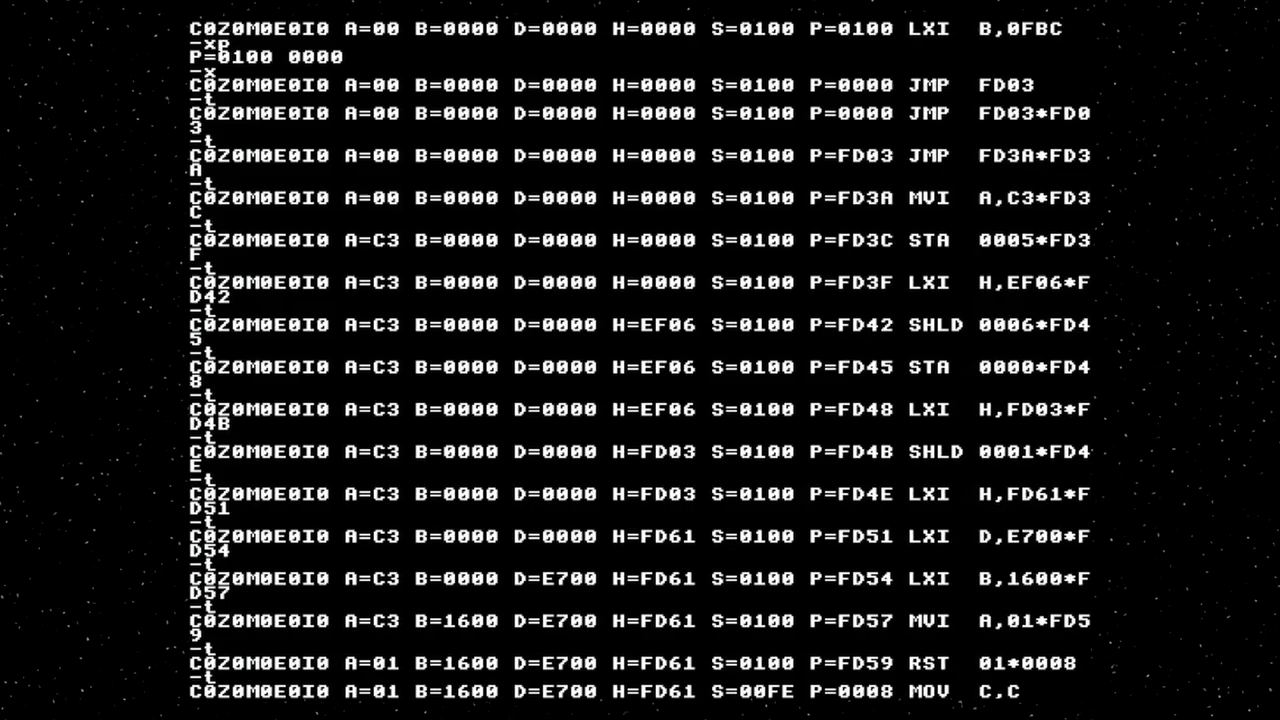 C0Z0M0E0I0 A=00 B=0000 D=0000 H=0000 S=0100 P=0100 LXI  B,0FBC
-xp
P=0100 0000
-x
C0Z0M0E0I0 A=00 B=0000 D=0000 H=0000 S=0100 P=0000 JMP  FD03
-t
C0Z0M0E0I0 A=00 B=0000 D=0000 H=0000 S=0100 P=0000 JMP  FD03*FD0
3
-t
C0Z0M0E0I0 A=00 B=0000 D=0000 H=0000 S=0100 P=FD03 JMP  FD3A*FD3
A
-t
C0Z0M0E0I0 A=00 B=0000 D=0000 H=0000 S=0100 P=FD3A MVI  A,C3*FD3
C
-t
C0Z0M0E0I0 A=C3 B=0000 D=0000 H=0000 S=0100 P=FD3C STA  0005*FD3
F
-t
C0Z0M0E0I0 A=C3 B=0000 D=0000 H=0000 S=0100 P=FD3F LXI  H,EF06*F
D42
-t
C0Z0M0E0I0 A=C3 B=0000 D=0000 H=EF06 S=0100 P=FD42 SHLD 0006*FD4
5
-t
C0Z0M0E0I0 A=C3 B=0000 D=0000 H=EF06 S=0100 P=FD45 STA  0000*FD4
8
-t
C0Z0M0E0I0 A=C3 B=0000 D=0000 H=EF06 S=0100 P=FD48 LXI  H,FD03*F
D4B
-t
C0Z0M0E0I0 A=C3 B=0000 D=0000 H=FD03 S=0100 P=FD4B SHLD 0001*FD4
E
-t
C0Z0M0E0I0 A=C3 B=0000 D=0000 H=FD03 S=0100 P=FD4E LXI  H,FD61*F
D51
-t
C0Z0M0E0I0 A=C3 B=0000 D=0000 H=FD61 S=0100 P=FD51 LXI  D,E700*F
D54
-t
C0Z0M0E0I0 A=C3 B=0000 D=E700 H=FD61 S=0100 P=FD54 LXI  B,1600*F
D57
-t
C0Z0M0E0I0 A=C3 B=1600 D=E700 H=FD61 S=0100 P=FD57 MVI  A,01*FD5
9
-t
C0Z0M0E0I0 A=01 B=1600 D=E700 H=FD61 S=0100 P=FD59 RST  01*0008
-t
C0Z0M0E0I0 A=01 B=1600 D=E700 H=FD61 S=00FE P=0008 MOV  C,C